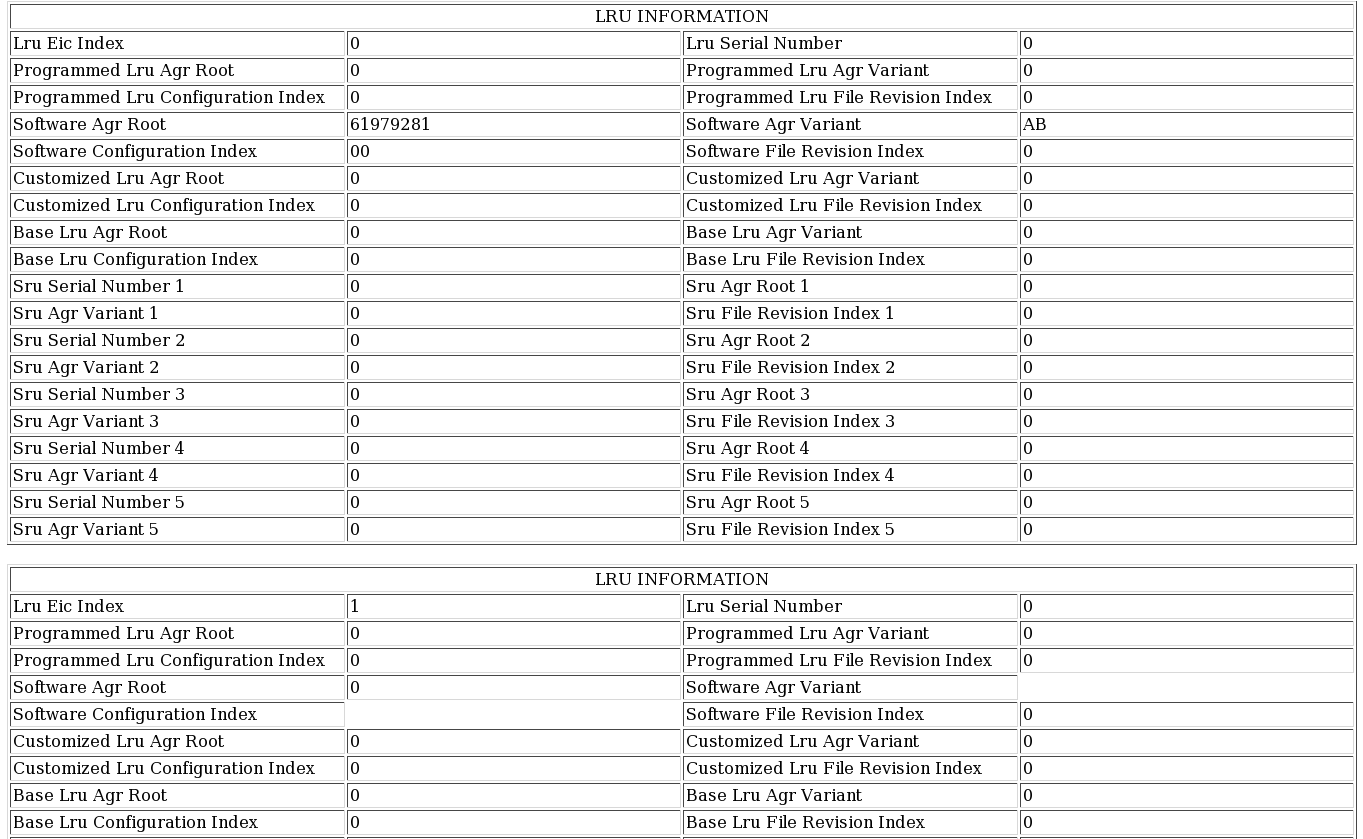 LRU INFORMATION
Lru Eic Index 0 Lru Serial Number 0
Programmed Lru Agr Root 0 Programmed Lru Agr Variant 0
Programmed Lru Configuration Index 0 Programmed Lru File Revision Index 0
Software Agr Root 61979281 Software Agr Variant AB
Software Configuration Index 00 Software File Revision Index 0
Customized Lru Agr Root 0 Customized Lru Agr Variant 0
Customized Lru Configuration Index 0 Customized Lru File Revision Index 0
Base Lru Agr Root 0 Base Lru Agr Variant 0
Base Lru Configuration Index 0 Base Lru File Revision Index 0
Sru Serial Number 1 0 Sru Agr Root 1 0
Sru Agr Variant 1 0 Sru File Revision Index 1 0
Sru Serial Number 2 0 Sru Agr Root 2 0
Sru Agr Variant 2 0 Sru File Revision Index 2 0
Sru Serial Number 3 0 Sru Agr Root 3 0
Sru Agr Variant 3 0 Sru File Revision Index 3 0
Sru Serial Number 4 0 Sru Agr Root 4 0
Sru Agr Variant 4 0 Sru File Revision Index 4 0
Sru Serial Number 5 0 Sru Agr Root 5 0
Sru Agr Variant 5 0 Sru File Revision Index 5 0
LRU INFORMATION
Lru Eic Index 1 Lru Serial Number 0
Programmed Lru Agr Root 0 Programmed Lru Agr Variant 0
Programmed Lru Configuration Index 0 Programmed Lru File Revision Index 0
Software Agr Root 0 Software Agr Variant
Software Configuration Index Software File Revision Index 0
Customized Lru Agr Root 0 Customized Lru Agr Variant 0
Customized Lru Configuration Index 0 Customized Lru File Revision Index 0
Base Lru Agr Root 0 Base Lru Agr Variant 0
Base Lru Configuration Index 0 Base Lru File Revision Index 0